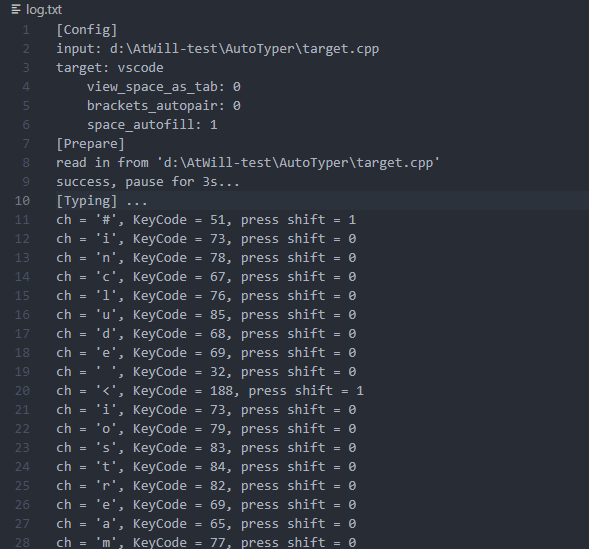 log.txt
1 [Config]
2 input: d:\AtWill-test\AutoTyper\target.cpp
3 target: vscode
4     view_space_as_tab: 0
5     brackets_autopair: 0
6     space_autofill: 1
7 [Prepare]
8 read in from 'd:\AtWill-test\AutoTyper\target.cpp'
9 success, pause for 3s...
10 [Typing] ...
11 ch = '#', KeyCode = 51, press shift = 1
12 ch = 'i', KeyCode = 73, press shift = 0
13 ch = 'n', KeyCode = 78, press shift = 0
14 ch = 'c', KeyCode = 67, press shift = 0
15 ch = 'l', KeyCode = 76, press shift = 0
16 ch = 'u', KeyCode = 85, press shift = 0
17 ch = 'd', KeyCode = 68, press shift = 0
18 ch = 'e', KeyCode = 69, press shift = 0
19 ch = ' ', KeyCode = 32, press shift = 0
20 ch = '<', KeyCode = 188, press shift = 1
21 ch = 'i', KeyCode = 73, press shift = 0
22 ch = 'o', KeyCode = 79, press shift = 0
23 ch = 's', KeyCode = 83, press shift = 0
24 ch = 't', KeyCode = 84, press shift = 0
25 ch = 'r', KeyCode = 82, press shift = 0
26 ch = 'e', KeyCode = 69, press shift = 0
27 ch = 'a', KeyCode = 65, press shift = 0
28 ch = 'm', KeyCode = 77, press shift = 0